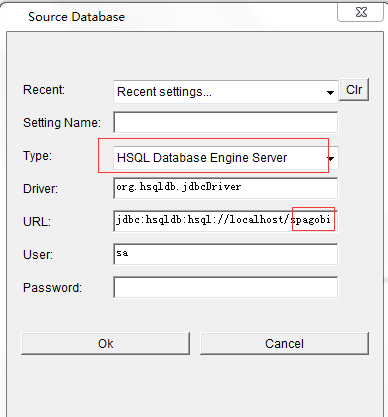 Source Database
Recent: Recent settings... Clr
Setting Name:
Type: HSQL Database Engine Server
Driver: org.hsqldb.jdbcDriver
URL: jdbc:hsqldb:hsql://localhost/spagobi
User: sa
Password:
Ok Cancel